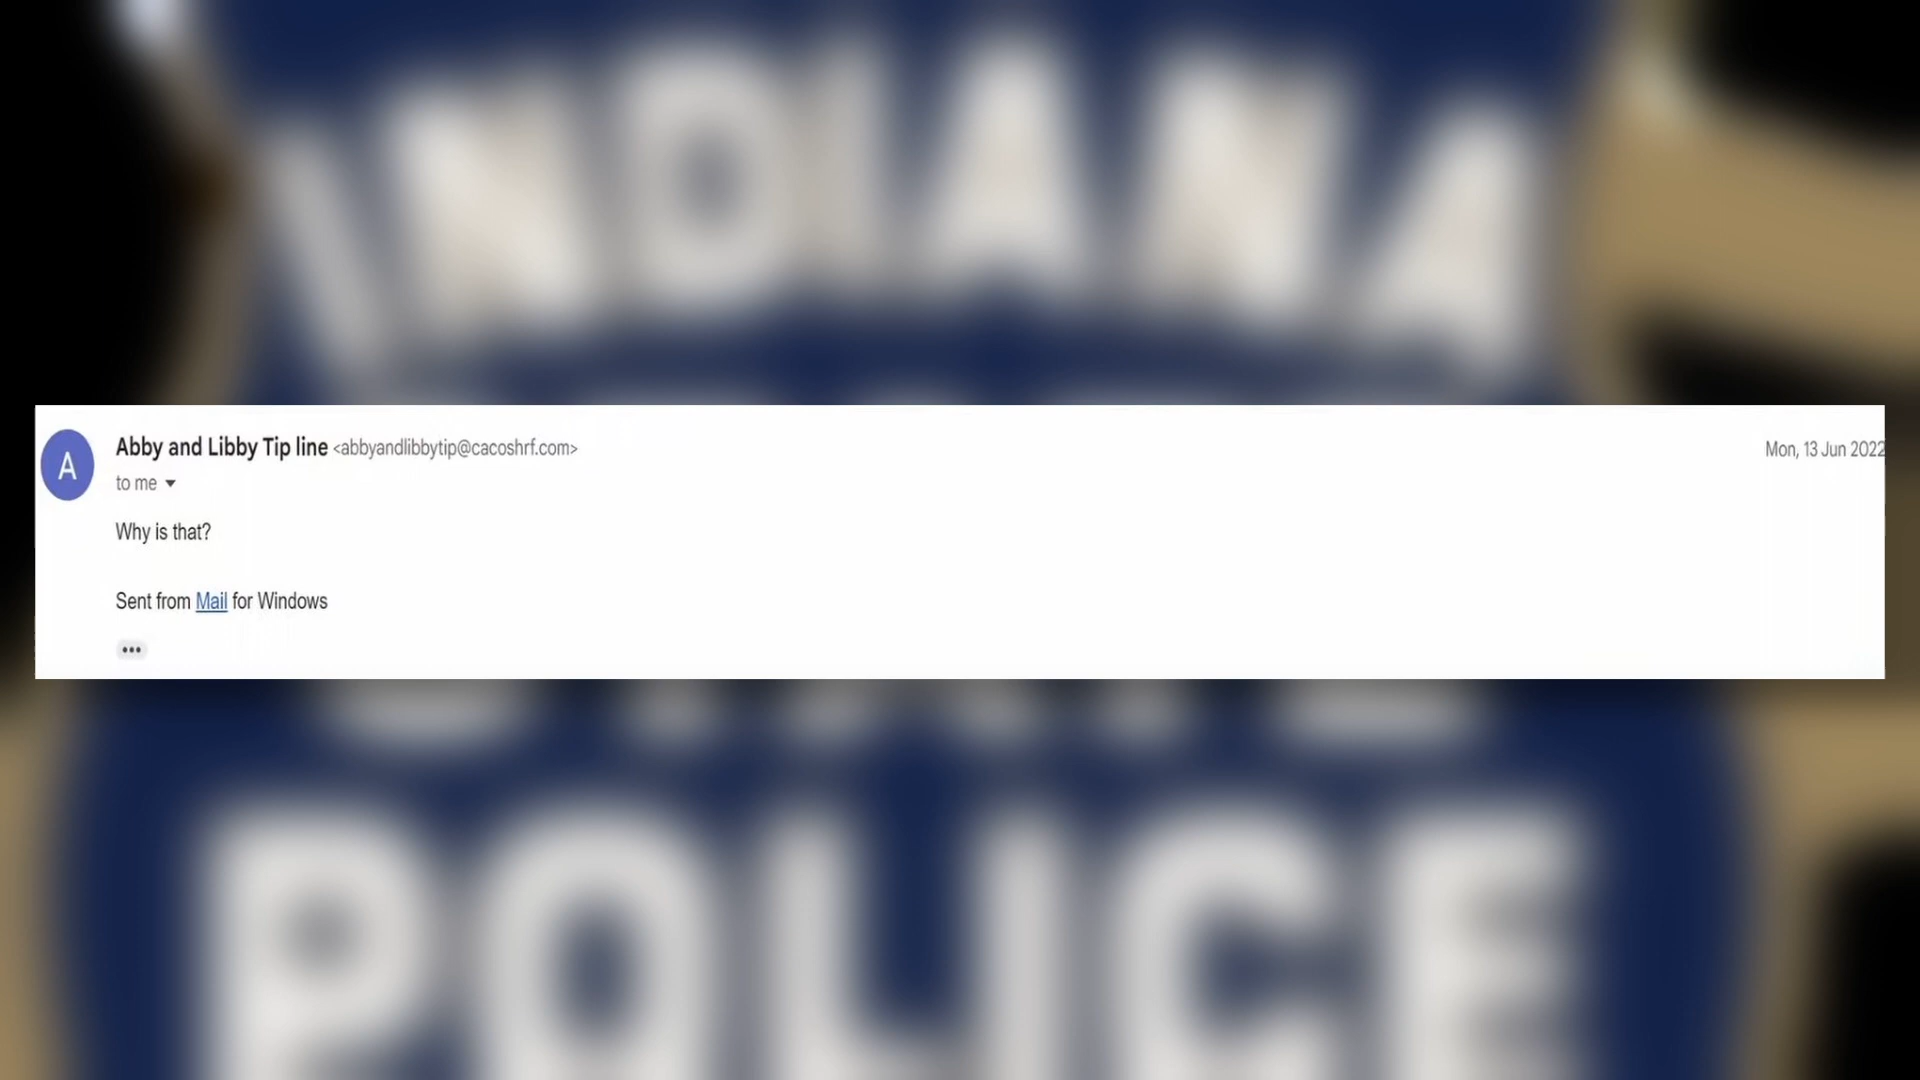 INDIANA
A
Abby and Libby Tip line <abbyandlibbytip@cacoshrf.com>
Mon, 13 Jun 2022
to me
Why is that?
Sent from Mail for Windows
•••
POLICE